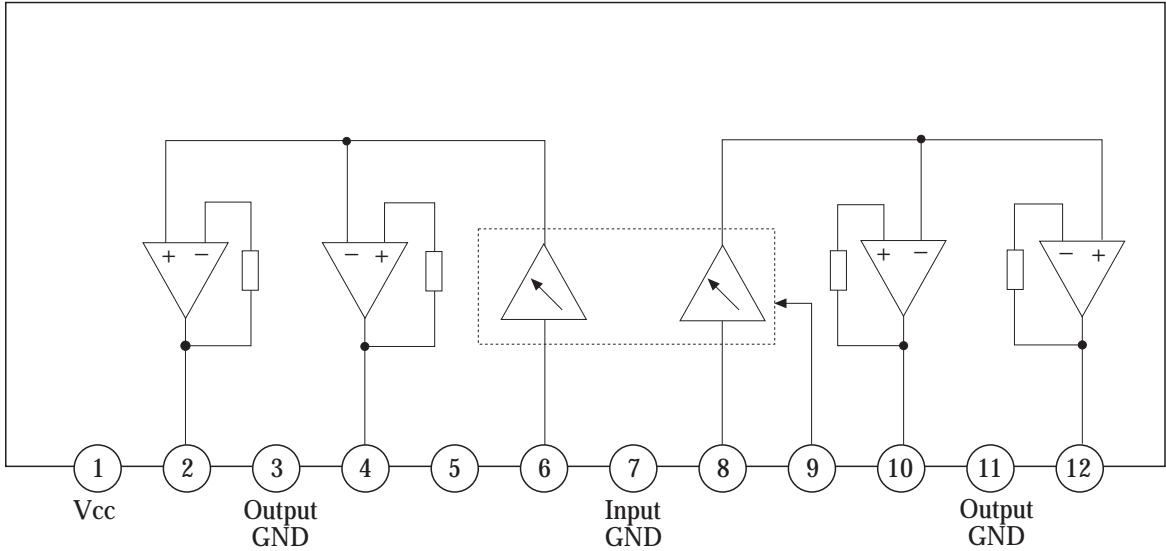 + − − + + − − +
1 2 3 4 5 6 7 8 9 10 11 12
Vcc Output Input Output
GND GND GND